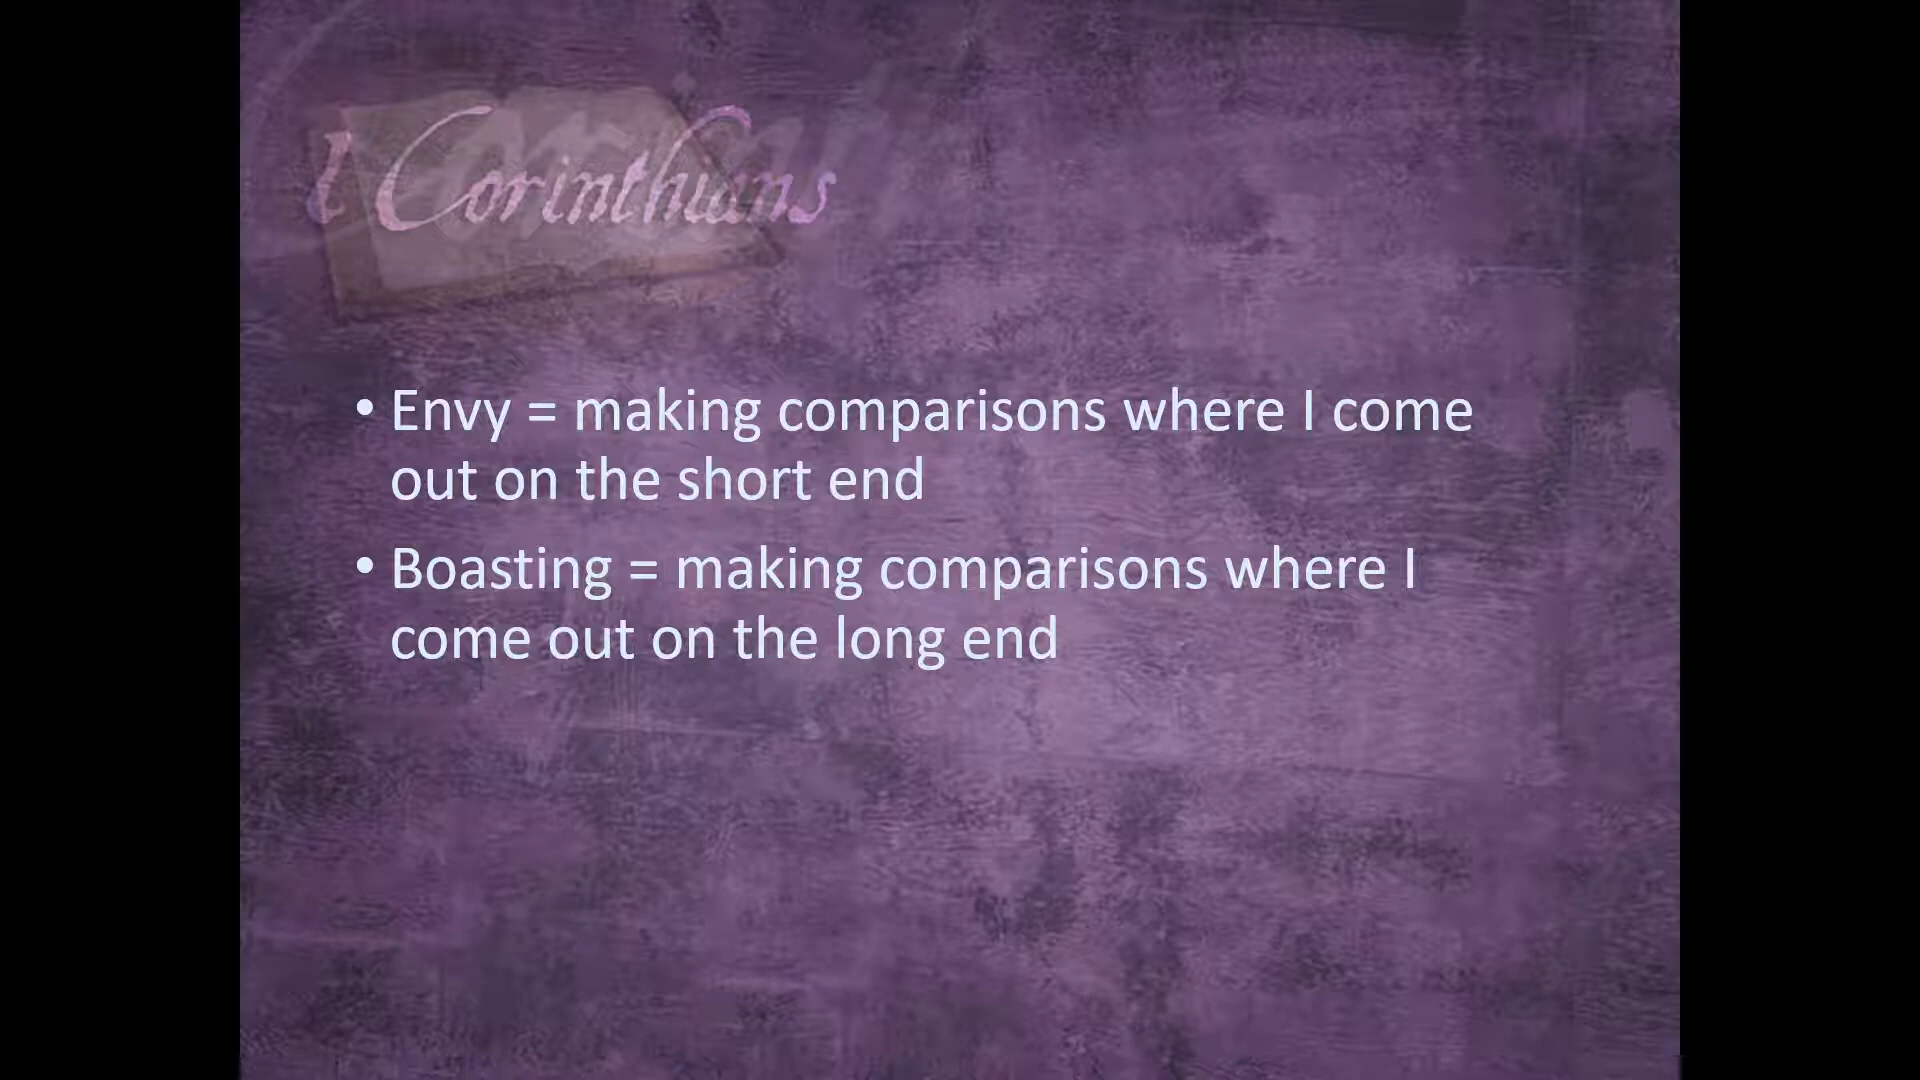 I Corinthians
• Envy = making comparisons where I come
out on the short end
• Boasting = making comparisons where I
come out on the long end